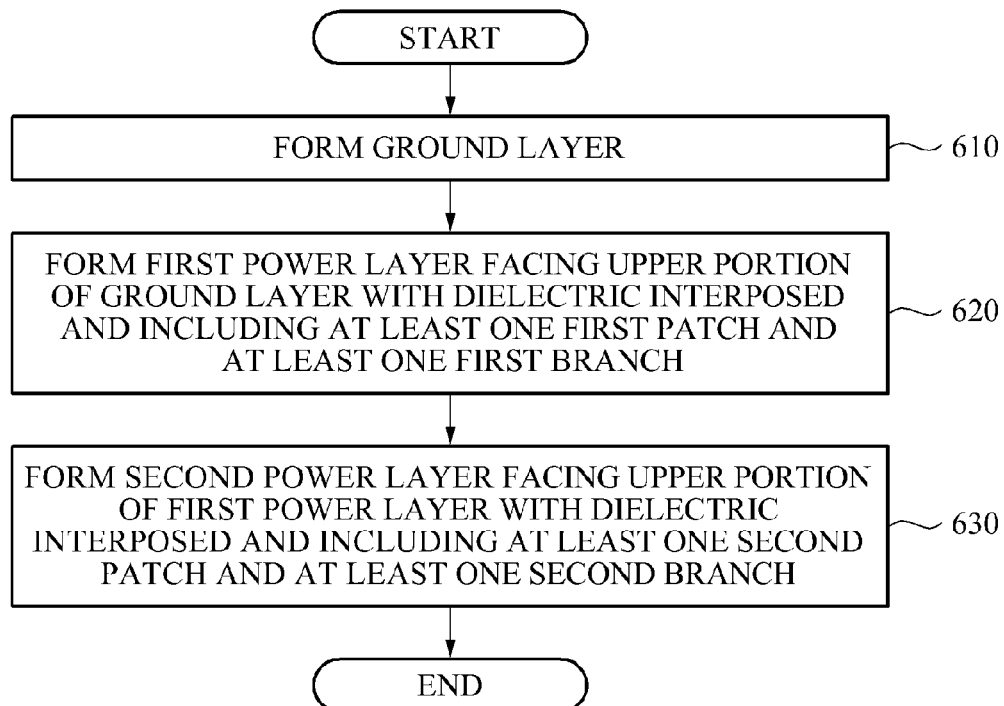 START
FORM GROUND LAYER
610
FORM FIRST POWER LAYER FACING UPPER PORTION
OF GROUND LAYER WITH DIELECTRIC INTERPOSED
AND INCLUDING AT LEAST ONE FIRST PATCH AND
AT LEAST ONE FIRST BRANCH
620
FORM SECOND POWER LAYER FACING UPPER PORTION
OF FIRST POWER LAYER WITH DIELECTRIC
INTERPOSED AND INCLUDING AT LEAST ONE SECOND
PATCH AND AT LEAST ONE SECOND BRANCH
630
END